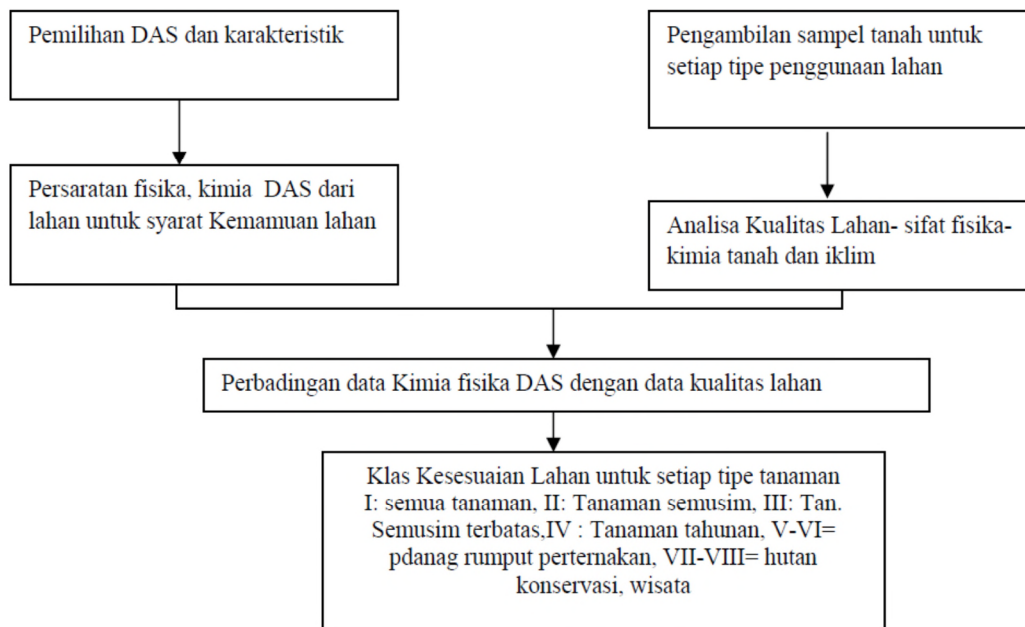 Pemilihan DAS dan karakteristik
Pengambilan sampel tanah untuk
setiap tipe penggunaan lahan
Persaratan fisika, kimia DAS dari
lahan untuk syarat Kemamuan lahan
Analisa Kualitas Lahan- sifat fisika-
kimia tanah dan iklim
Perbadingan data Kimia fisika DAS dengan data kualitas lahan
Klas Kesesuaian Lahan untuk setiap tipe tanaman
I: semua tanaman, II: Tanaman semusim, III: Tan.
Semusim terbatas,IV : Tanaman tahunan, V-VI=
pdanag rumput perternakan, VII-VIII= hutan
konservasi, wisata